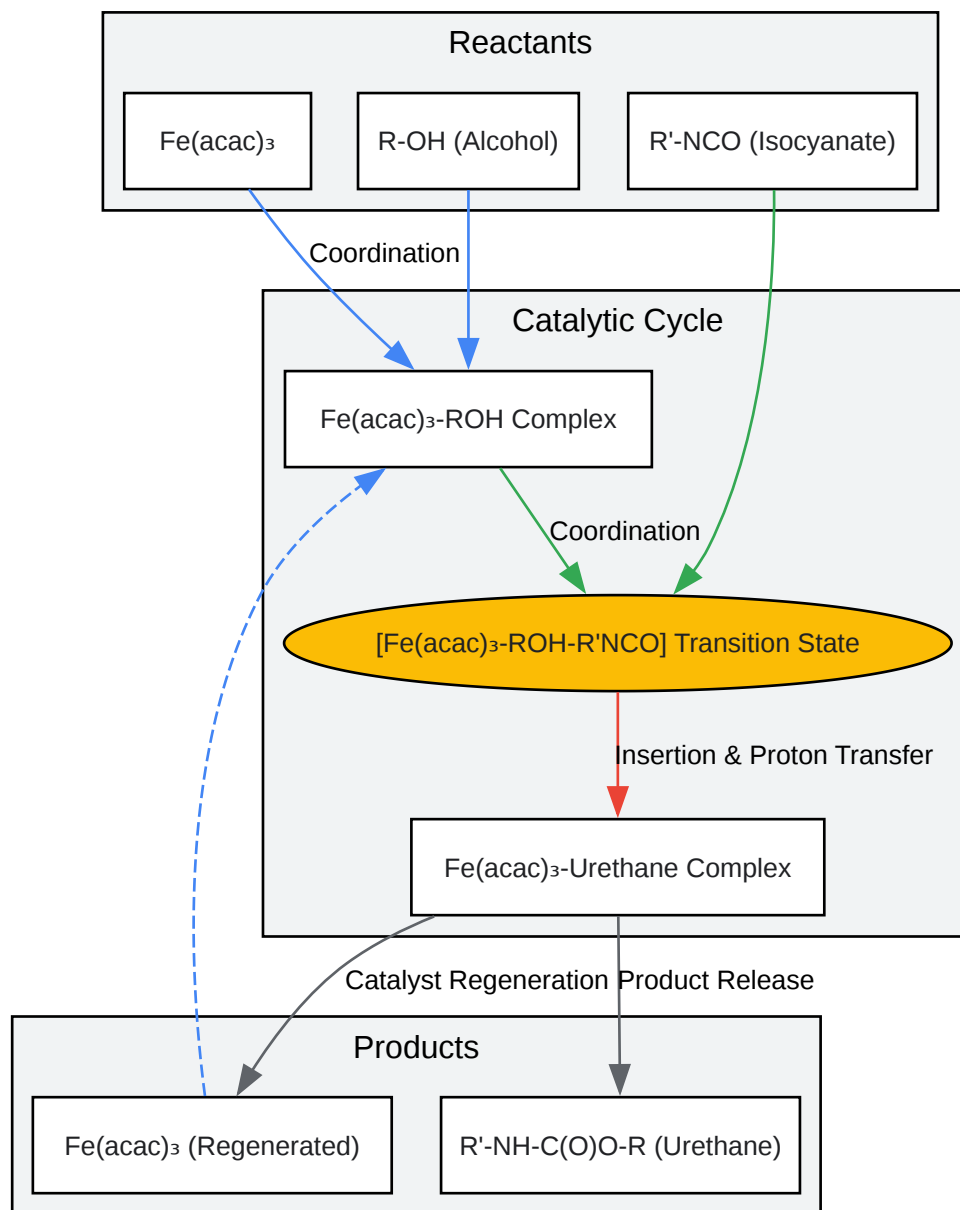 Reactants
Fe(acac)₃
R-OH (Alcohol)
R'-NCO (Isocyanate)
Coordination
Catalytic Cycle
Fe(acac)₃-ROH Complex
Coordination
[Fe(acac)₃-ROH-R'NCO] Transition State
Insertion & Proton Transfer
Fe(acac)₃-Urethane Complex
Catalyst Regeneration
Product Release
Products
Fe(acac)₃ (Regenerated)
R'-NH-C(O)O-R (Urethane)